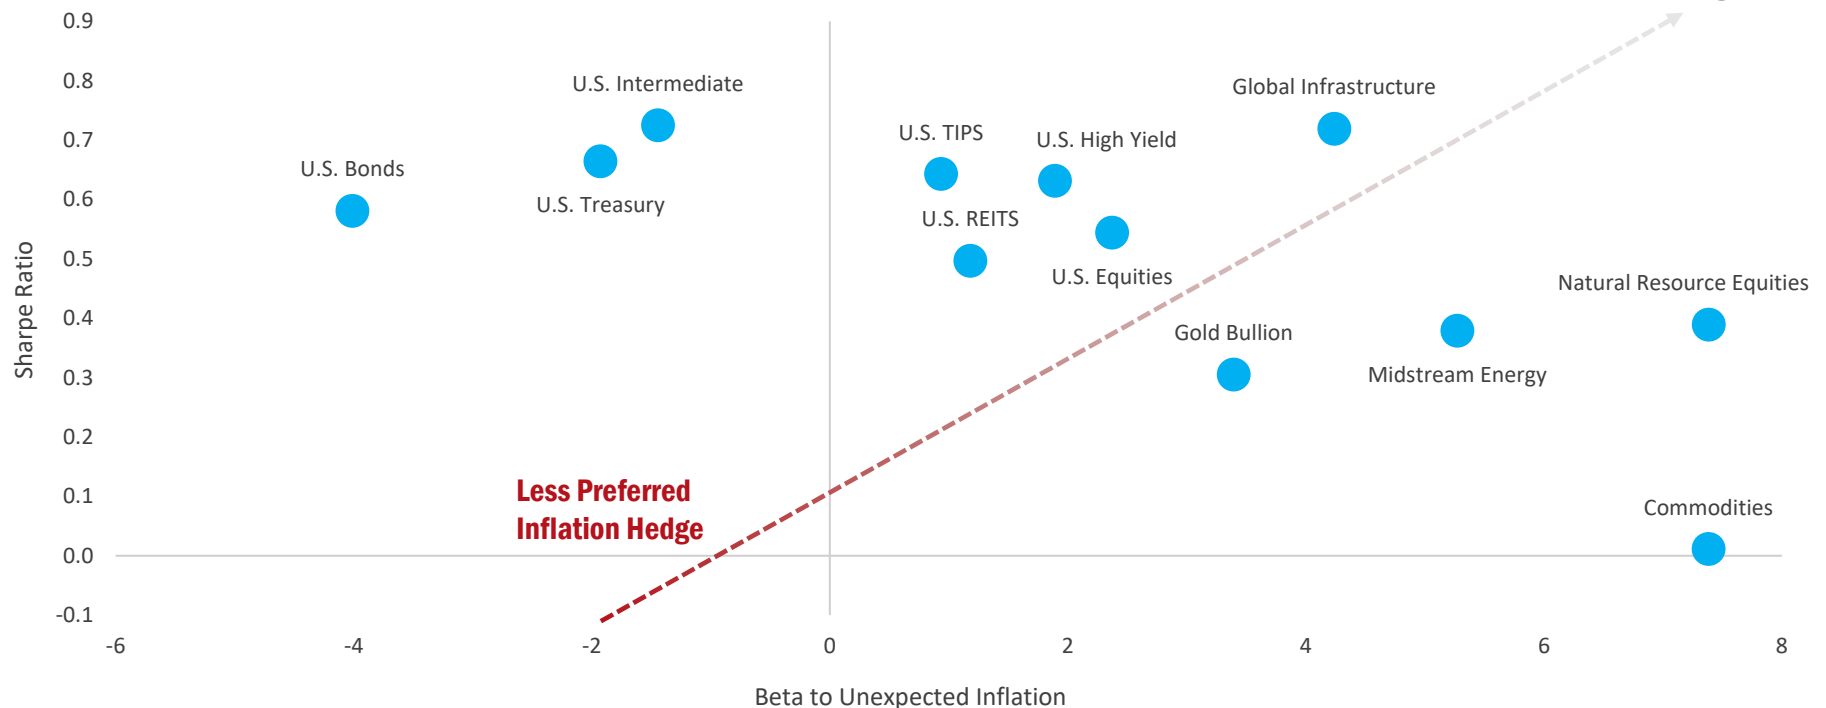 0.9
0.8
0.7
0.6
0.5
0.4
0.3
0.2
0.1
0.0
-0.1
Sharpe Ratio
U.S. Intermediate
Global Infrastructure
U.S. TIPS
U.S. High Yield
U.S. Bonds
U.S. Treasury
U.S. REITS
U.S. Equities
Natural Resource Equities
Gold Bullion
Midstream Energy
Less Preferred
Inflation Hedge
Commodities
-6
-4
-2
0
2
4
6
8
Beta to Unexpected Inflation